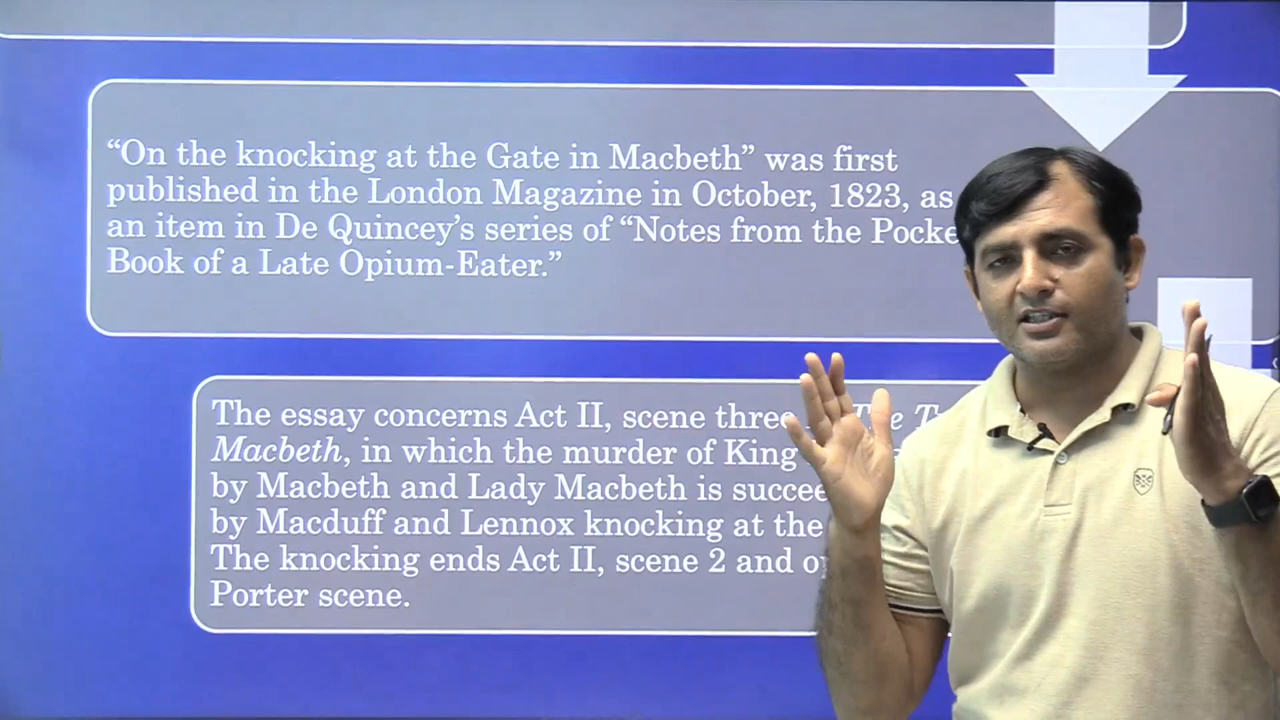 “On the knocking at the Gate in Macbeth” was first
published in the London Magazine in October, 1823, as
an item in De Quincey’s series of “Notes from the
Book of a Late Opium-Eater.”
The essay concerns Act II, scene three
Macbeth, in which the murder of King
by Macbeth and Lady Macbeth is
by Macduff and Lennox knocking at the
The knocking ends Act II, scene 2 and
Porter scene.